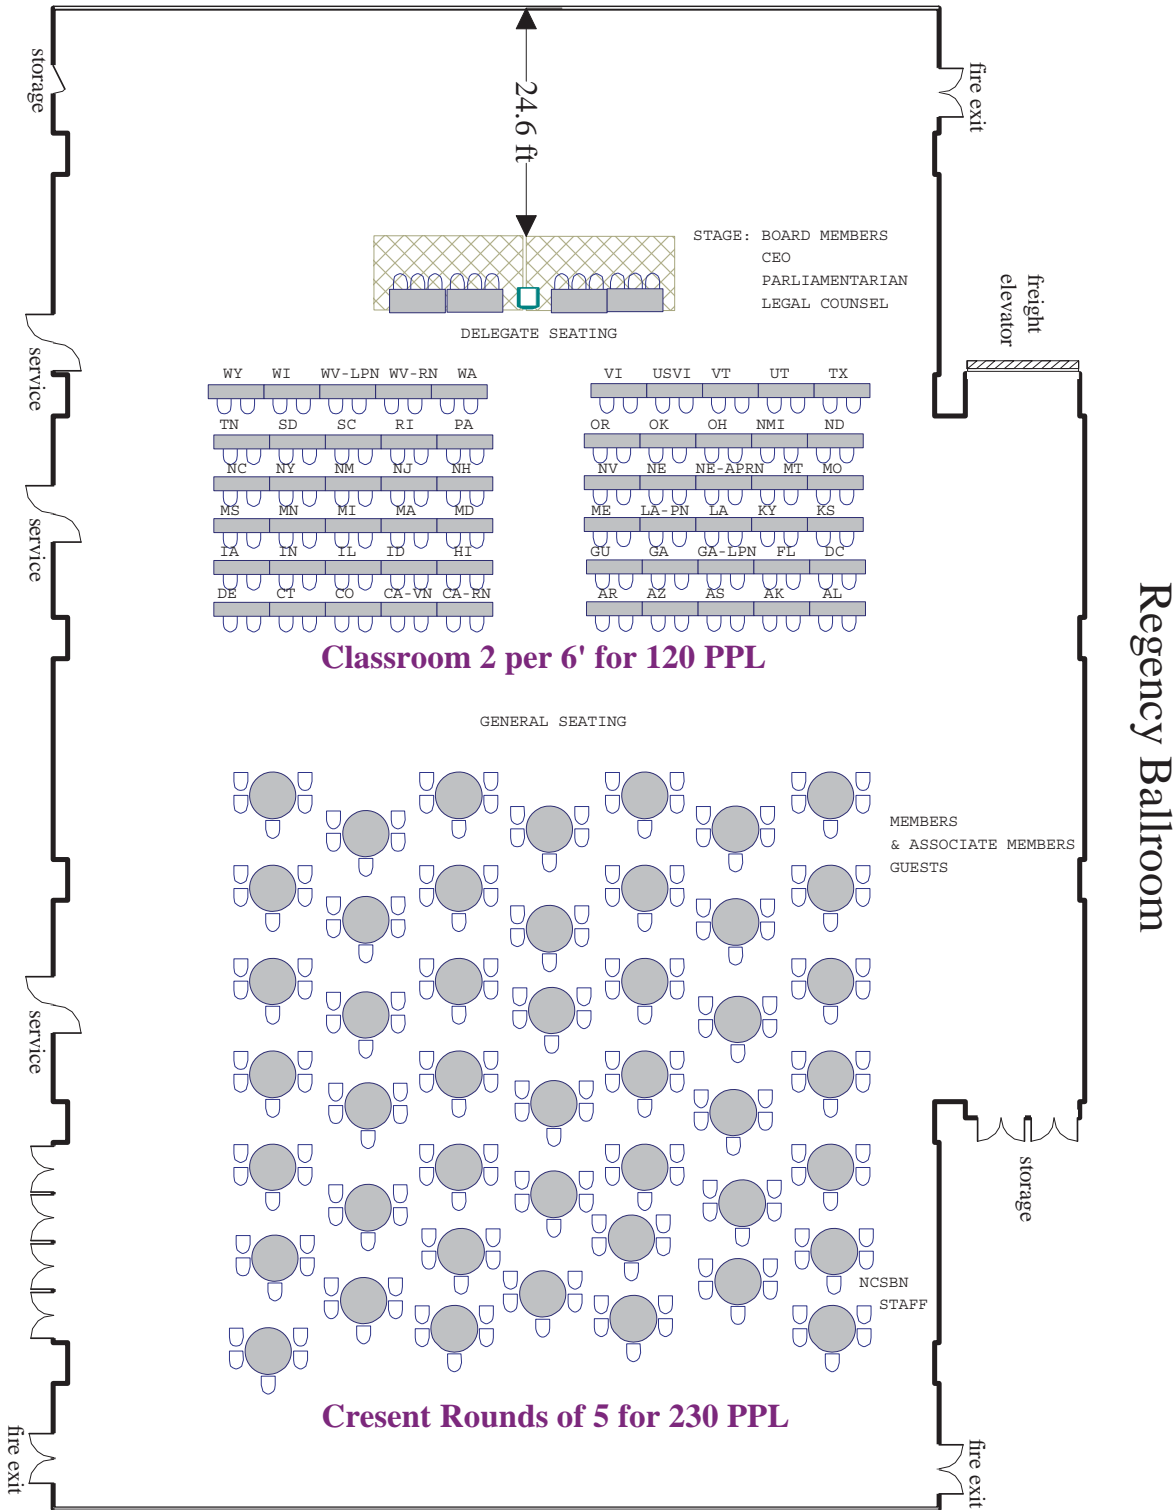 storage
fire exit
24.6 ft
STAGE: BOARD MEMBERS
CEO
PARLIAMENTARIAN
LEGAL COUNSEL
freight
elevator
DELEGATE SEATING
service
WY WI WV-LPN WV-RN WA
VI USVI VT UT TX
TN SD SC RI PA
OR OK OH NMI ND
NC NY NM NJ NH
NV NE NE-APRN MT MO
service
MS MN MI MA MD
ME LA-PN LA KY KS
IA IN IL ID HI
GU GA GA-LPN FL DC
DE CT CO CA-VN CA-RN
AR AZ AS AK AL
Classroom 2 per 6' for 120 PPL
Regency Ballroom
GENERAL SEATING
MEMBERS
& ASSOCIATE MEMBERS
GUESTS
service
storage
NCSBN
STAFF
Cresent Rounds of 5 for 230 PPL
fire exit
fire exit